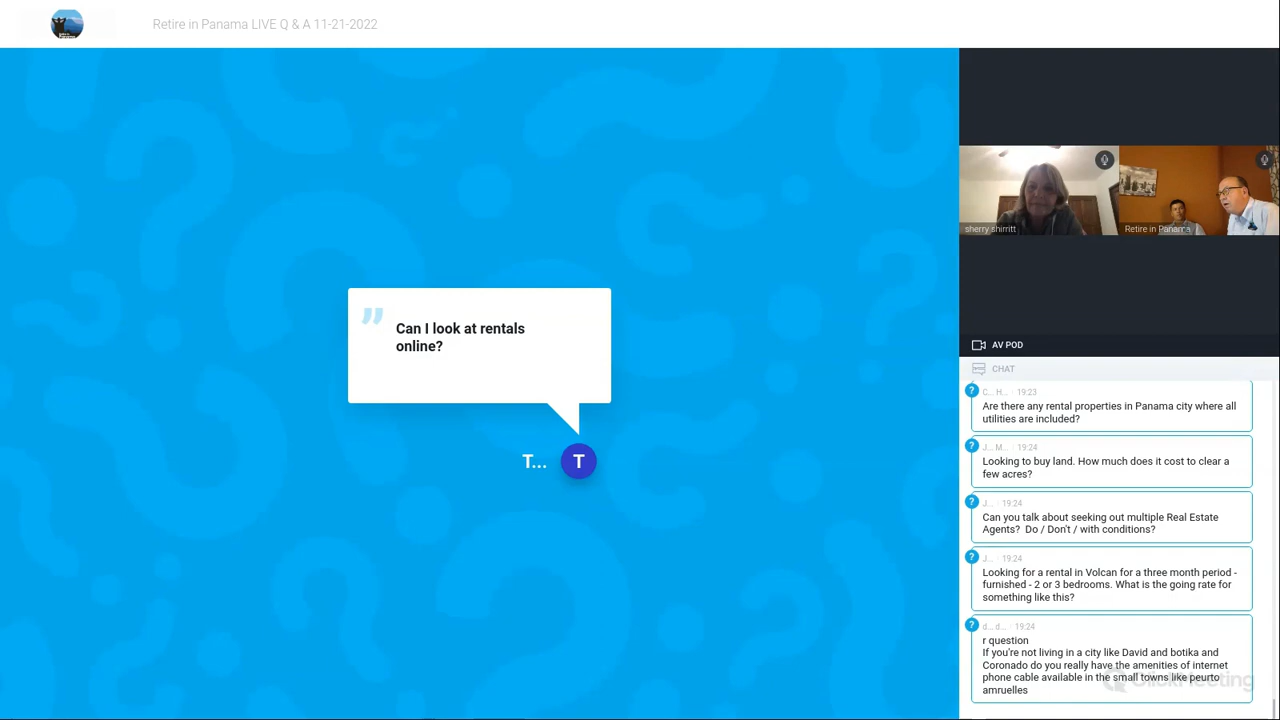 Retire in Panama LIVE Q & A 11-21-2022
Can I look at rentals
online?
T...
T
sherry shirritt
Retire in Panama
AV POD
CHAT
? C... H... · 19:23
Are there any rental properties in Panama city where all
utilities are included?
? J... M... · 19:24
Looking to buy land. How much does it cost to clear a
few acres?
? J... · 19:24
Can you talk about seeking out multiple Real Estate
Agents?  Do / Don't / with conditions?
? J... · 19:24
Looking for a rental in Volcan for a three month period -
furnished - 2 or 3 bedrooms. What is the going rate for
something like this?
? d... d... · 19:24
r question
If you're not living in a city like David and botika and
Coronado do you really have the amenities of internet
phone cable available in the small towns like peurto
amruelles
ClickMeeting